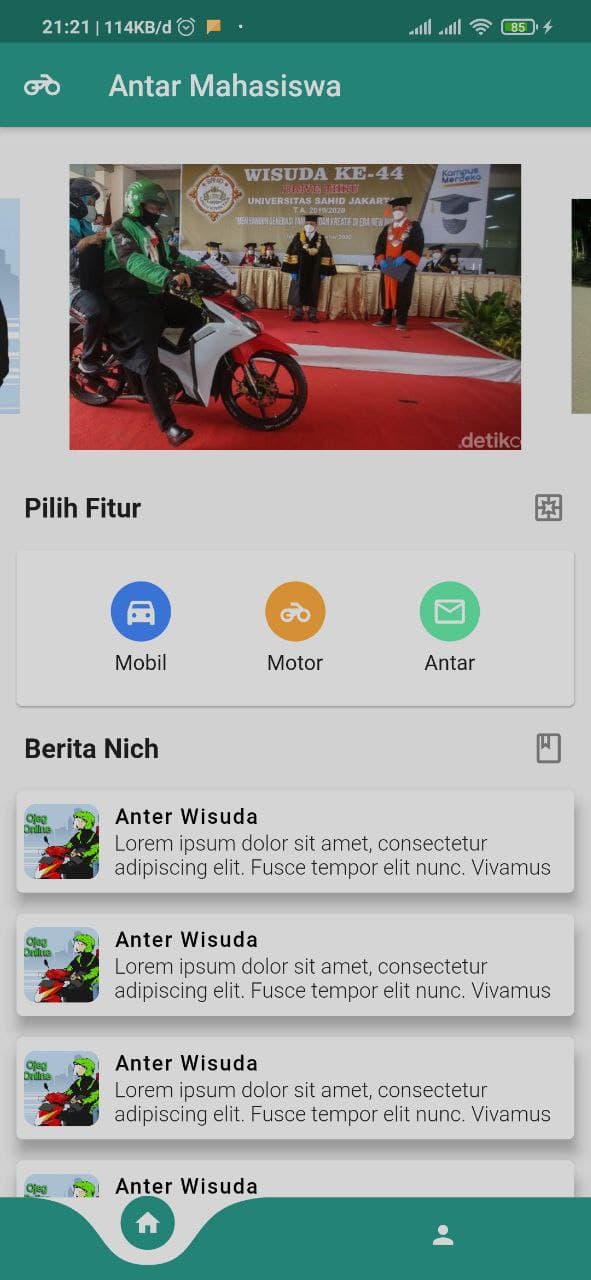 21:21 | 114KB/d
85
Antar Mahasiswa
WISUDA KE-44
DRIVE THRU
UNIVERSITAS SAHID JAKARTA
T.A. 2019/2020
Kampus
Merdeka
.detikc
Pilih Fitur
Mobil
Motor
Antar
Berita Nich
Ojeg
Online
Anter Wisuda
Lorem ipsum dolor sit amet, consectetur
adipiscing elit. Fusce tempor elit nunc. Vivamus
Ojeg
Online
Anter Wisuda
Lorem ipsum dolor sit amet, consectetur
adipiscing elit. Fusce tempor elit nunc. Vivamus
Ojeg
Online
Anter Wisuda
Lorem ipsum dolor sit amet, consectetur
adipiscing elit. Fusce tempor elit nunc. Vivamus
Ojeg
Anter Wisuda